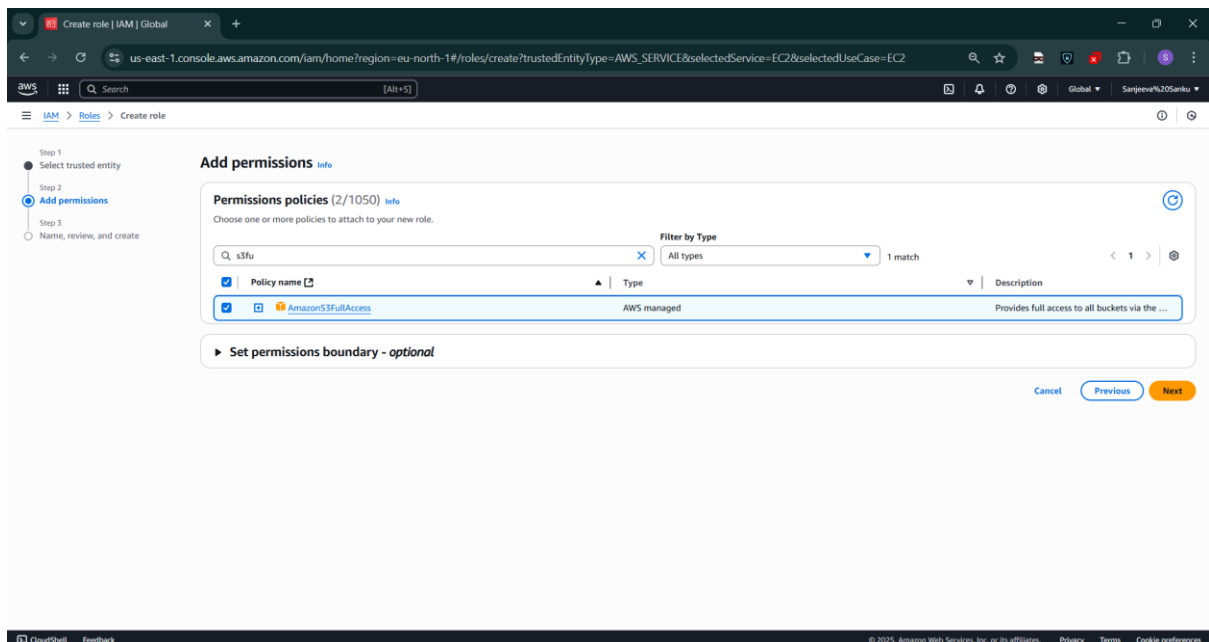 Create role | IAM | Global
us-east-1.console.aws.amazon.com/iam/home?region=eu-north-1#/roles/create?trustedEntityType=AWS_SERVICE&selectedService=EC2&selectedUseCase=EC2
S
aws
Search [Alt+S]
Global
Sanjeeva%20Sanku
IAM > Roles > Create role
Step 1
Select trusted entity
Step 2
Add permissions
Step 3
Name, review, and create
Add permissions Info
Permissions policies (2/1050) Info
Choose one or more policies to attach to your new role.
Filter by Type
s3fu
All types
1 match
1
Policy name
Type
Description
AmazonS3FullAccess
AWS managed
Provides full access to all buckets via the ...
Set permissions boundary - optional
Cancel
Previous
Next
CloudShell
Feedback
© 2025, Amazon Web Services, Inc. or its affiliates.
Privacy
Terms
Cookie preferences